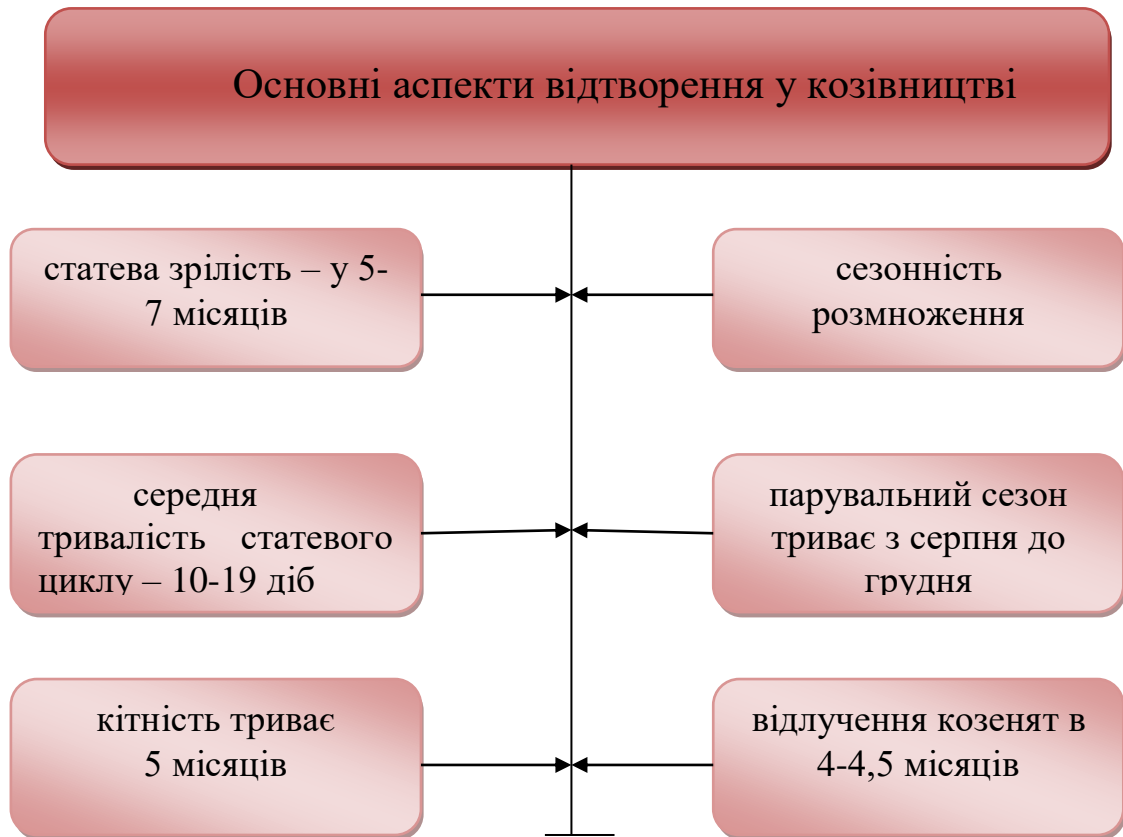 Основні аспекти відтворення у козівництві
статева зрілість – у 5-
7 місяців
сезонність
розмноження
середня
тривалість статевого
циклу – 10-19 діб
парувальний сезон
триває з серпня до
грудня
кітність триває
5 місяців
відлучення козенят в
4-4,5 місяців